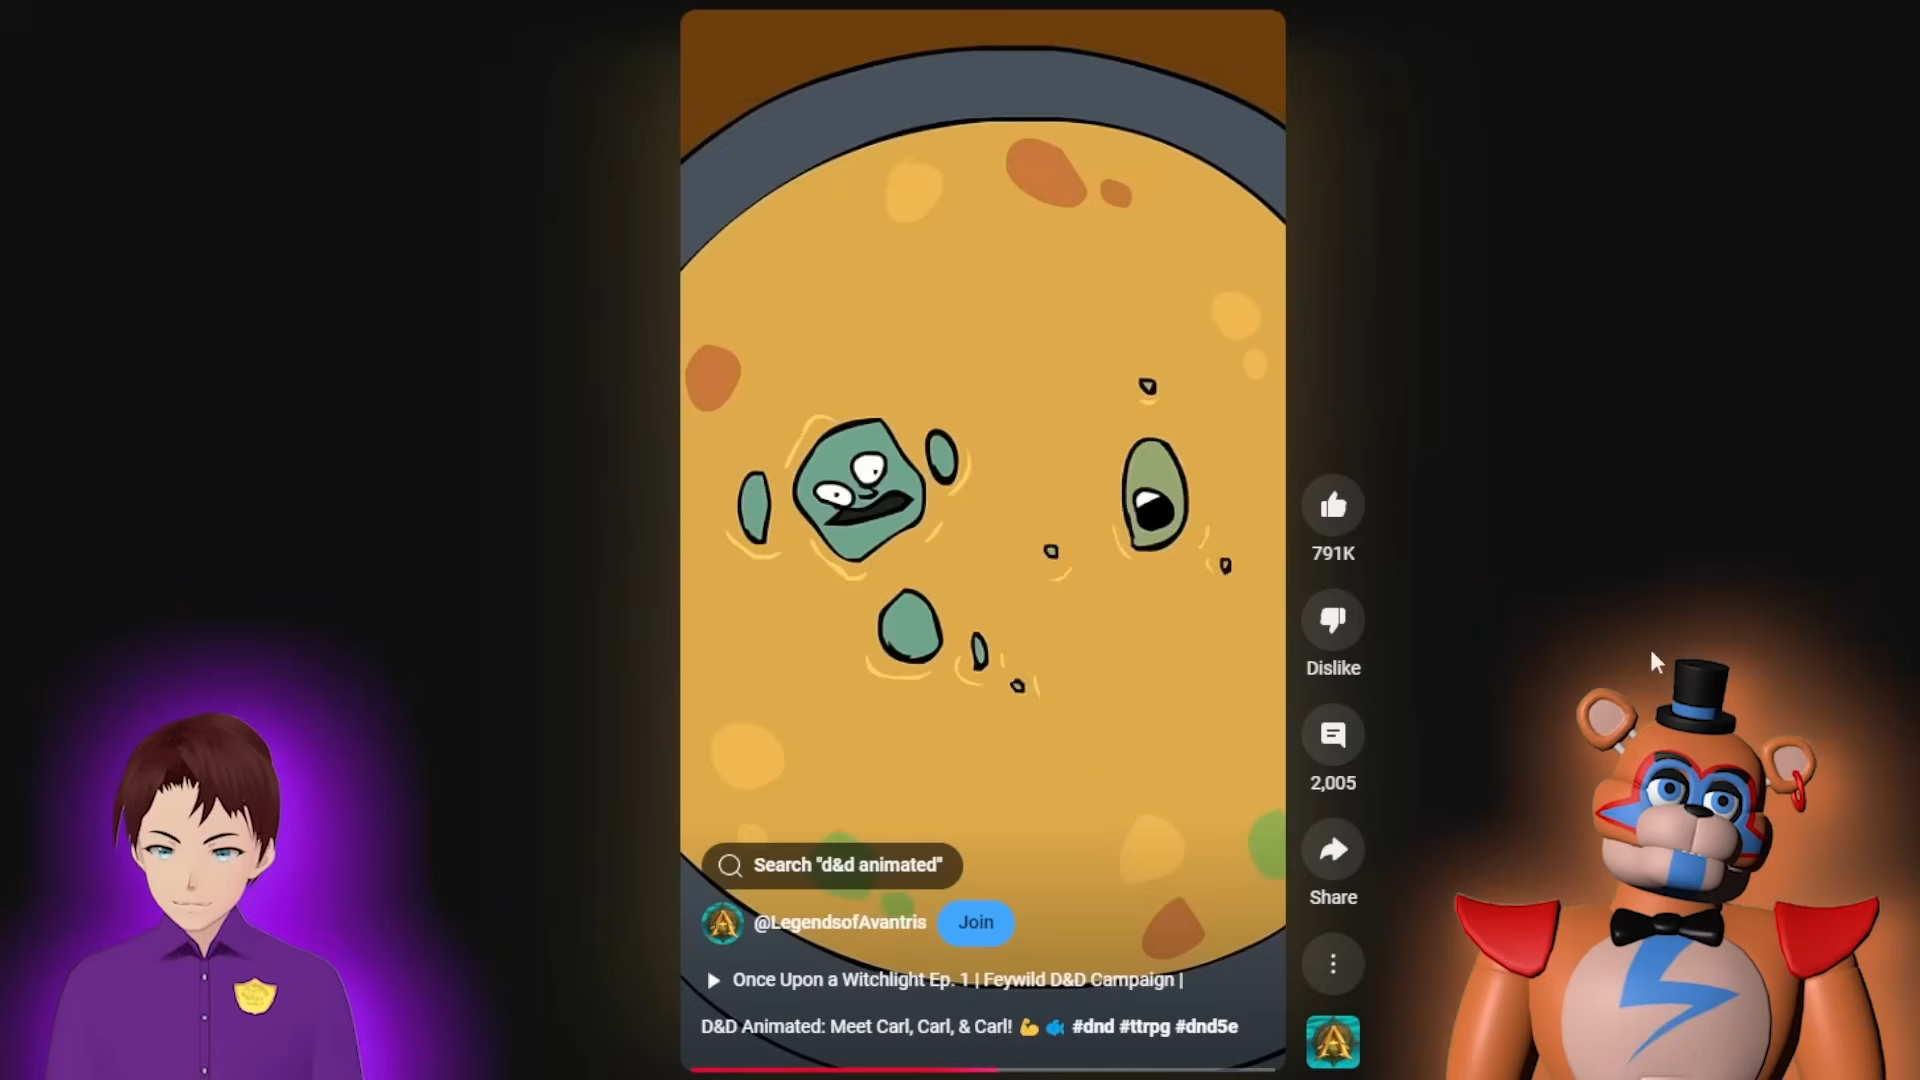 791K
Dislike
2,005
Share
Search "d&d animated"
@LegendsofAvantris Join
Once Upon a Witchlight Ep. 1 | Feywild D&D Campaign |
D&D Animated: Meet Carl, Carl, & Carl! 💪 🐟 #dnd #ttrpg #dnd5e